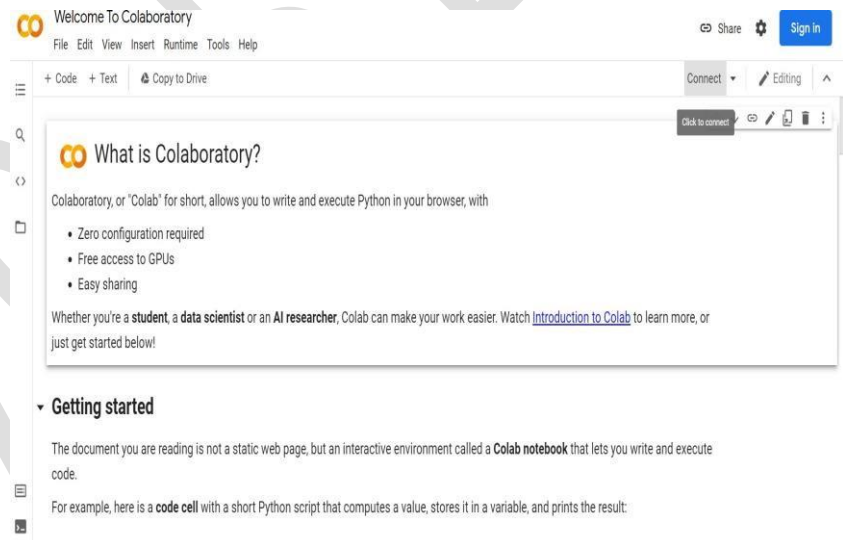 Welcome To Colaboratory
File Edit View Insert Runtime Tools Help
Share
Sign in
+ Code + Text Copy to Drive
Connect
Editing
Click to connect
What is Colaboratory?
Colaboratory, or "Colab" for short, allows you to write and execute Python in your browser, with
• Zero configuration required
• Free access to GPUs
• Easy sharing
Whether you're a student, a data scientist or an AI researcher, Colab can make your work easier. Watch Introduction to Colab to learn more, or
just get started below!
Getting started
The document you are reading is not a static web page, but an interactive environment called a Colab notebook that lets you write and execute
code.
For example, here is a code cell with a short Python script that computes a value, stores it in a variable, and prints the result: